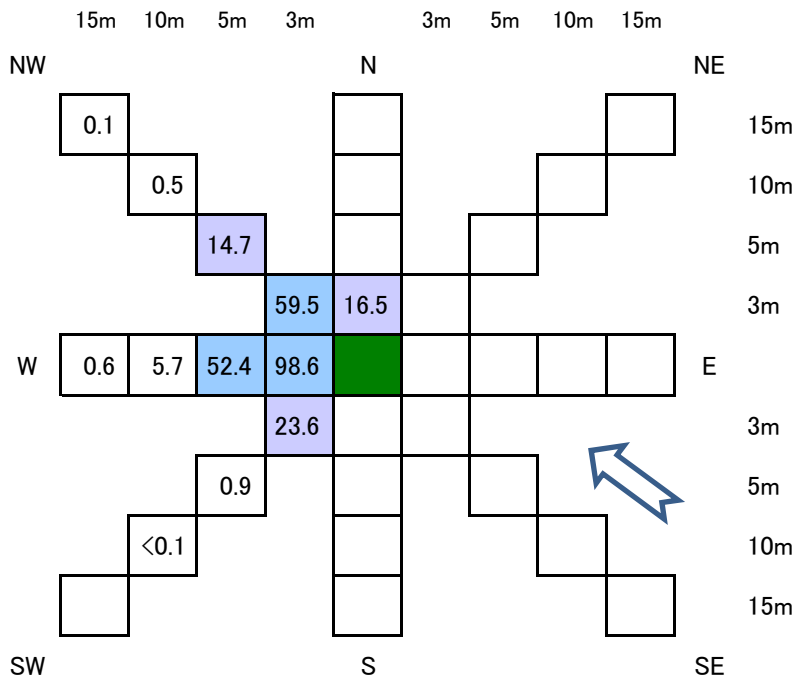 15m 10m 5m 3m 3m 5m 10m 15m
NW N NE
0.1 15m
0.5 10m
14.7 5m
59.5 16.5 3m
W 0.6 5.7 52.4 98.6 E
23.6 3m
0.9 5m
<0.1 10m
15m
SW S SE